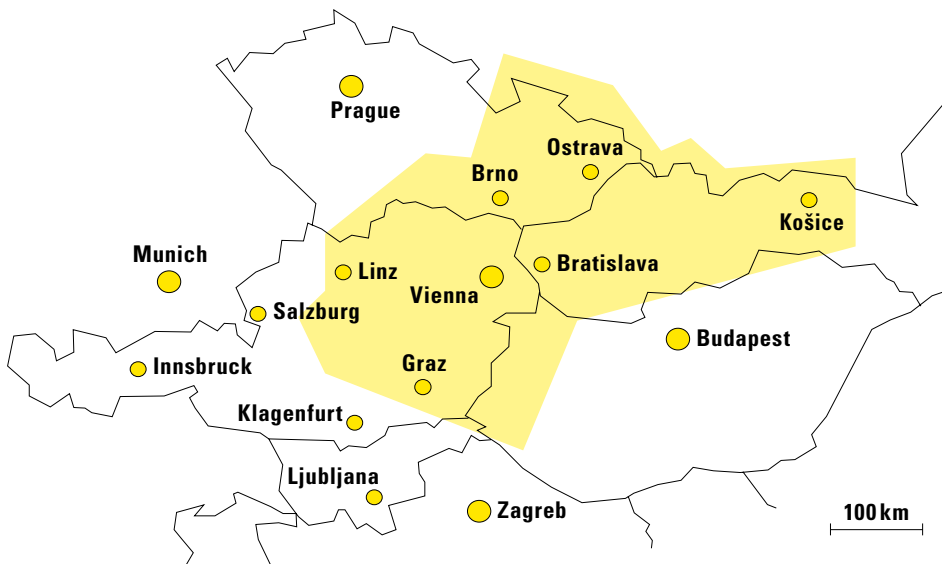 Prague
Ostrava
Brno
Košice
Munich
Linz
Bratislava
Vienna
Salzburg
Budapest
Innsbruck
Graz
Klagenfurt
Ljubljana
Zagreb
100 km